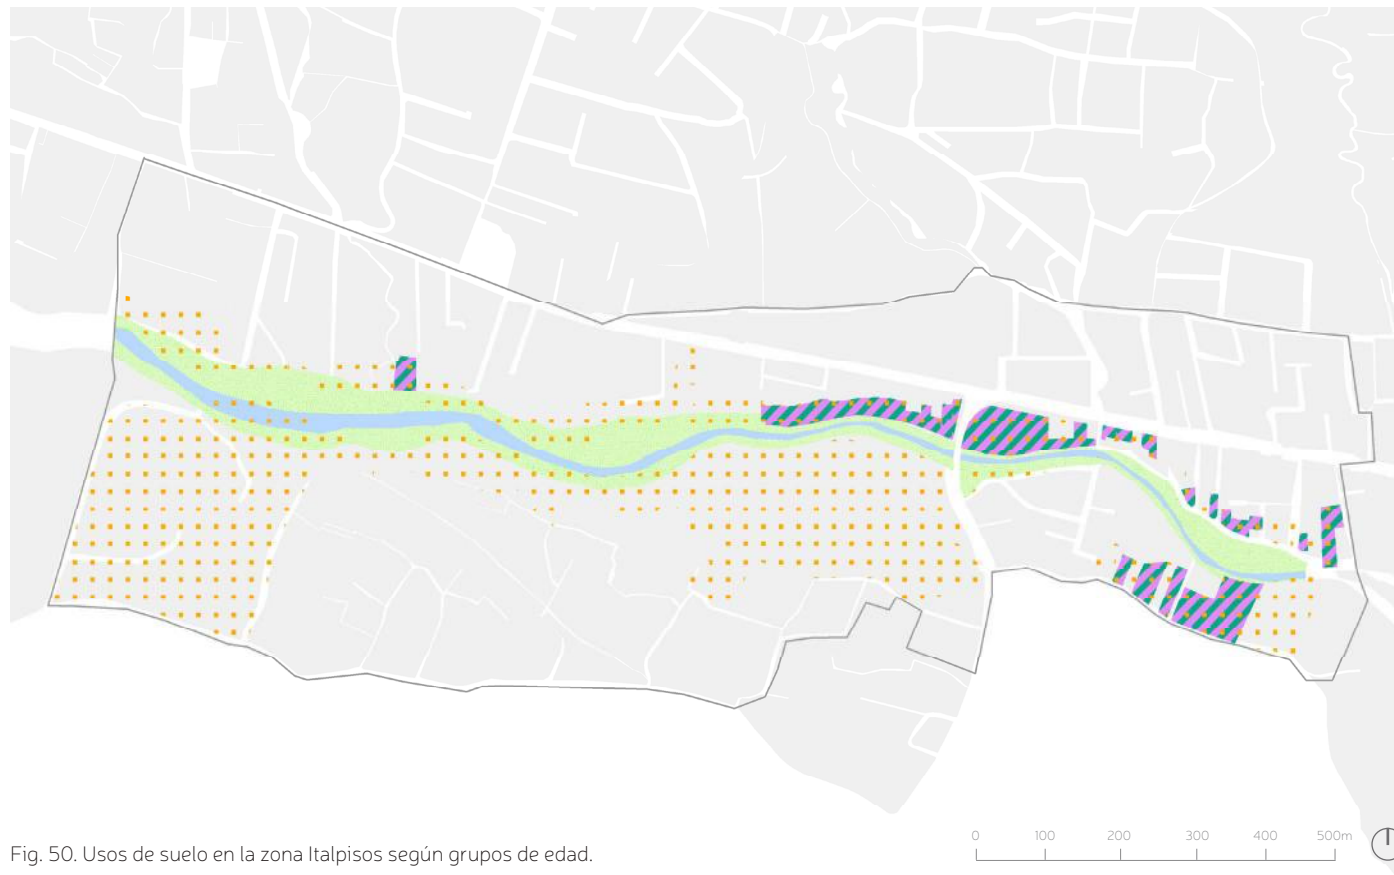 0 100 200 300 400 500m
Fig. 50. Usos de suelo en la zona Italpisos según grupos de edad.